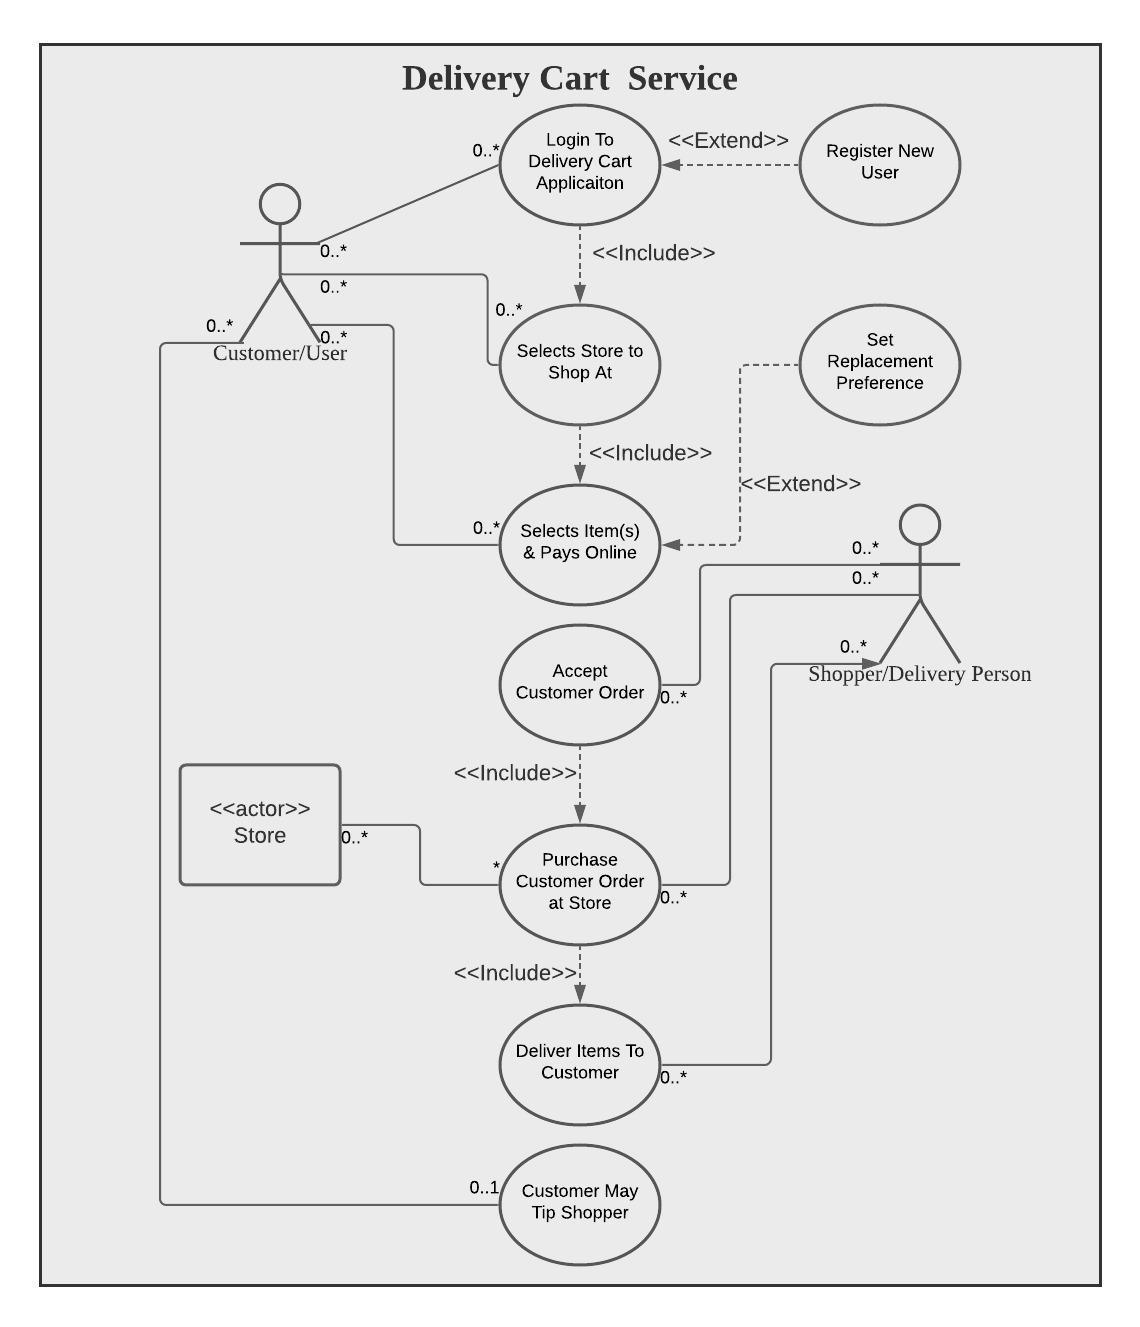 Delivery Cart  Service
Login To
Delivery Cart
Applicaiton
<<Extend>>
Register New
User
0..*
0..*
<<Include>>
0..*
0..*
0..*
0..*
Customer/User
Selects Store to
Shop At
Set
Replacement
Preference
<<Include>>
<<Extend>>
0..*
Selects Item(s)
& Pays Online
0..*
0..*
0..*
Shopper/Delivery Person
Accept
Customer Order
0..*
<<Include>>
<<actor>>
Store
0..*
*
Purchase
Customer Order
at Store
0..*
<<Include>>
Deliver Items To
Customer
0..*
0..1
Customer May
Tip Shopper